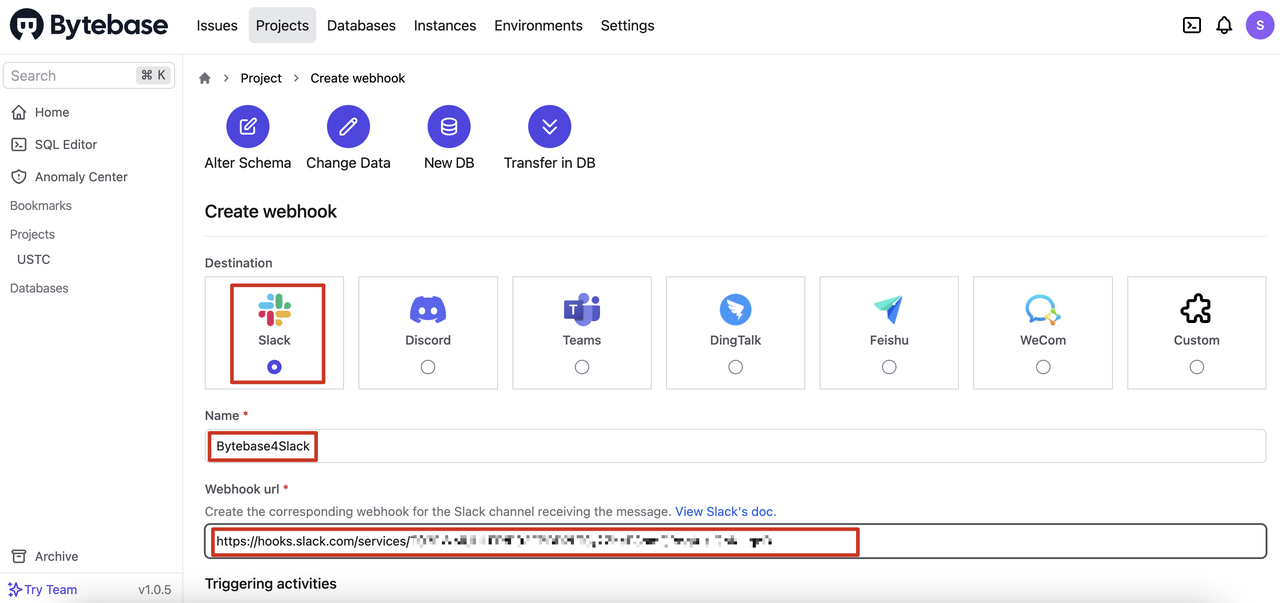 Bytebase
Issues Projects Databases Instances Environments Settings
S
Search ⌘ K
Home
SQL Editor
Anomaly Center
Bookmarks
Projects
USTC
Databases
Archive
Try Team v1.0.5
Project Create webhook
Alter Schema Change Data New DB Transfer in DB
Create webhook
Destination
Slack Discord Teams DingTalk Feishu WeCom Custom
Name *
Bytebase4Slack
Webhook url *
Create the corresponding webhook for the Slack channel receiving the message. View Slack's doc.
https://hooks.slack.com/services/
Triggering activities